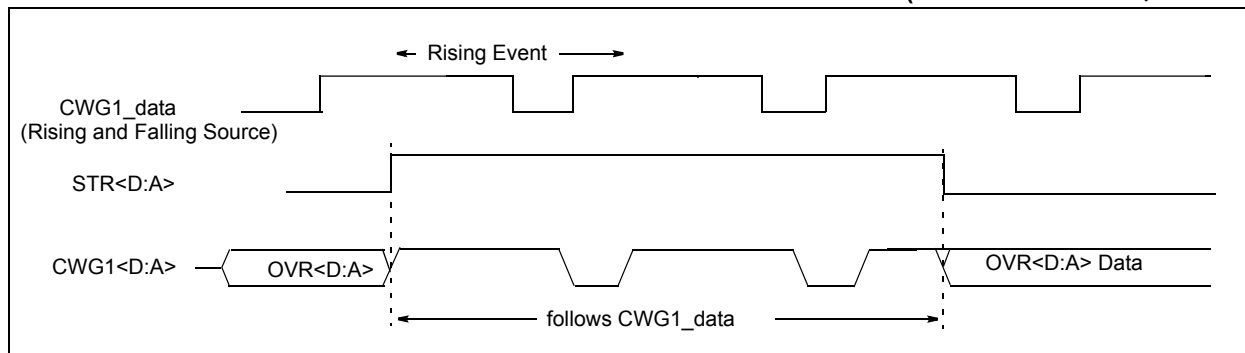 Rising Event
CWG1_data
(Rising and Falling Source)
STR<D:A>
CWG1<D:A>
OVR<D:A>
OVR<D:A> Data
follows CWG1_data